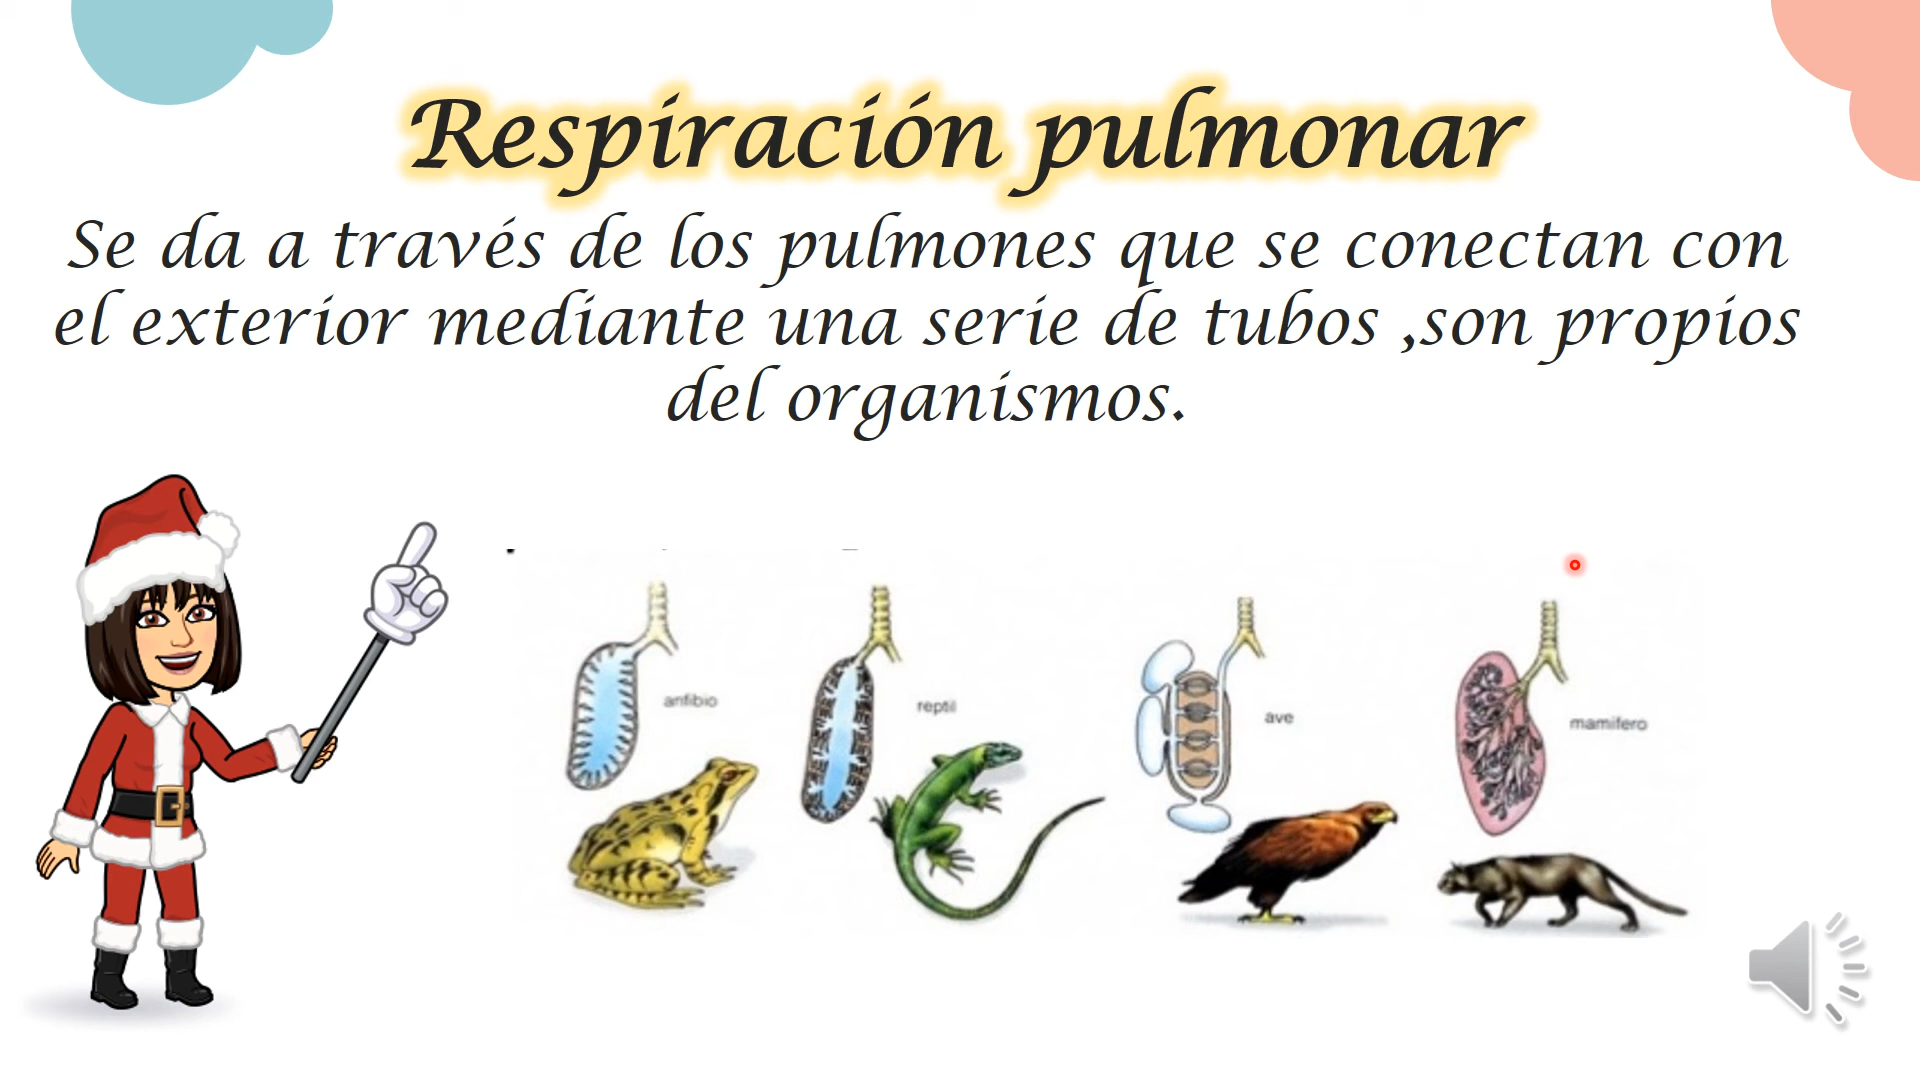 Respiración pulmonar
Se da a través de los pulmones que se conectan con
el exterior mediante una serie de tubos ,son propios
del organismos.
anfibio
reptil
ave
mamifero